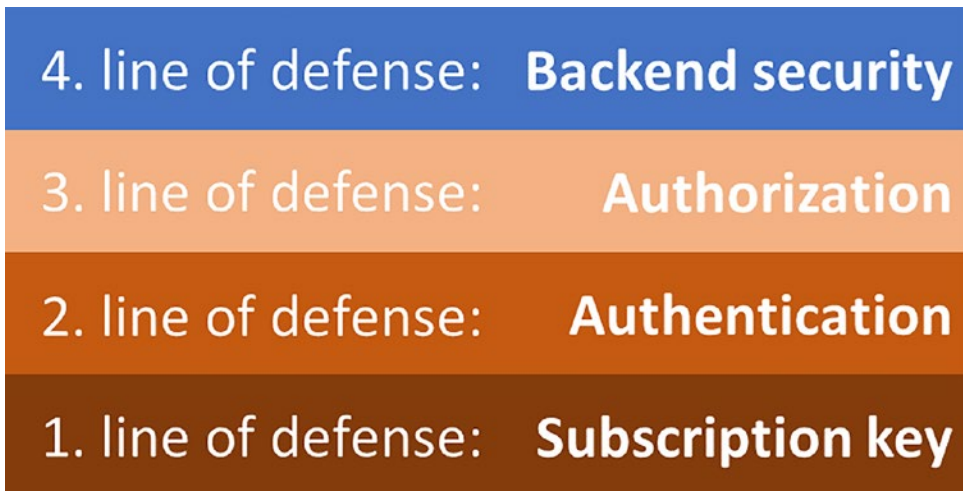 4. line of defense: Backend security
3. line of defense: Authorization
2. line of defense: Authentication
1. line of defense: Subscription key